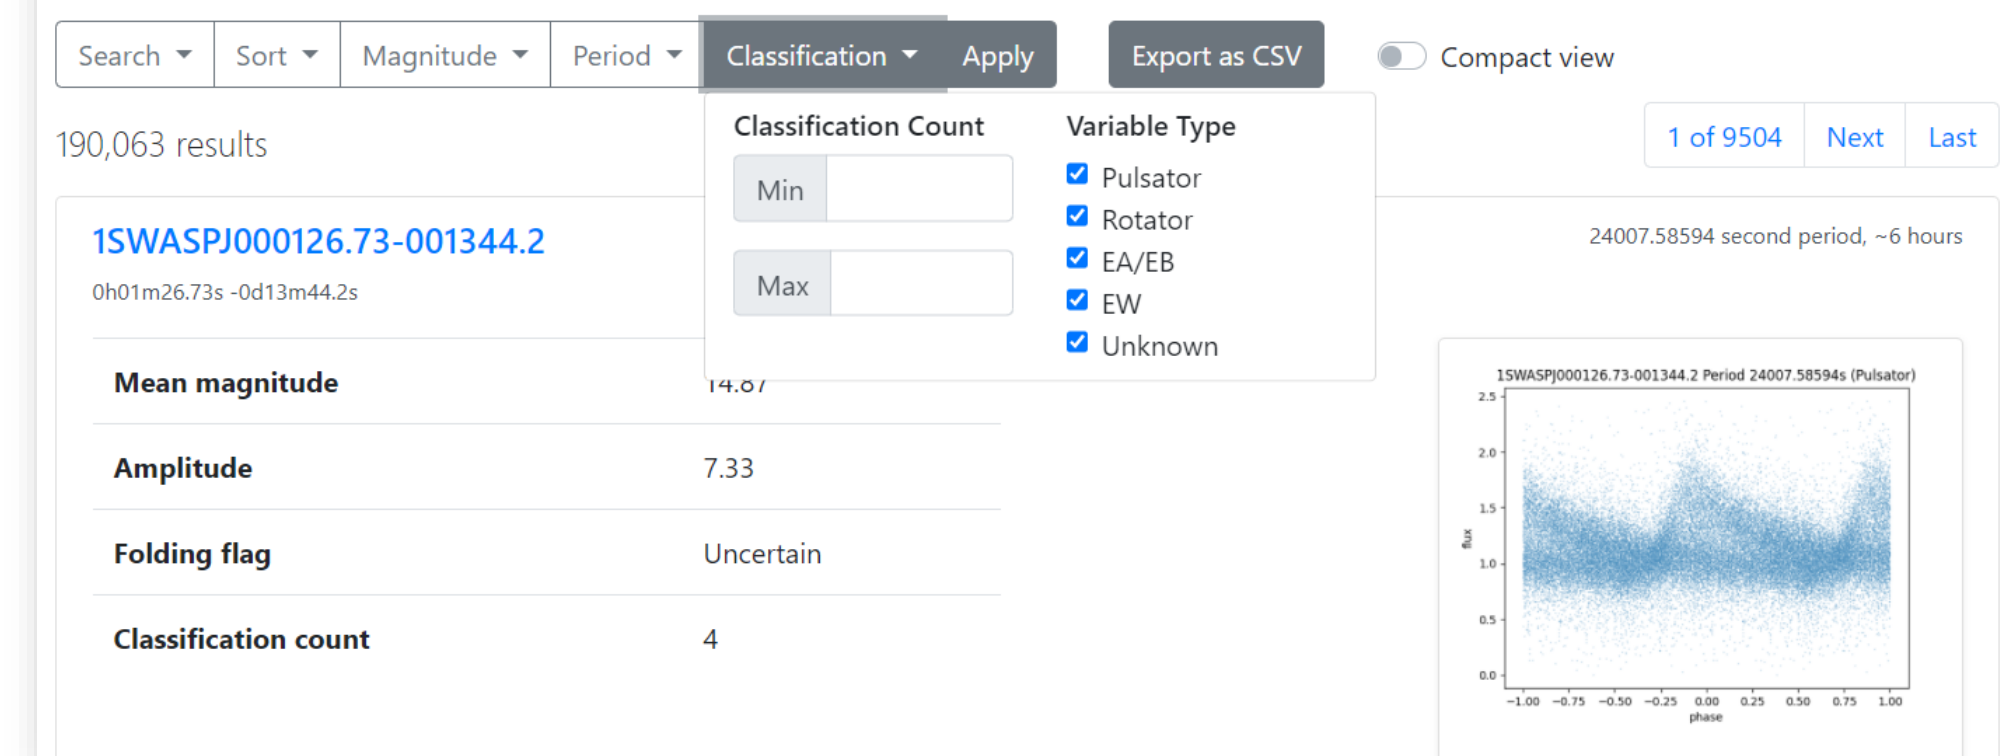 Search Sort Magnitude Period Classification Apply Export as CSV Compact view
190,063 results
Classification Count
Min
Max
Variable Type
Pulsator
Rotator
EA/EB
EW
Unknown
1 of 9504 Next Last
1SWASPJ000126.73-001344.2
0h01m26.73s -0d13m44.2s
24007.58594 second period, ~6 hours
Mean magnitude 14.87
Amplitude 7.33
Folding flag Uncertain
Classification count 4
1SWASPJ000126.73-001344.2 Period 24007.58594s (Pulsator)
2.5
2.0
1.5
1.0
0.5
0.0
flux
−1.00 −0.75 −0.50 −0.25 0.00 0.25 0.50 0.75 1.00
phase